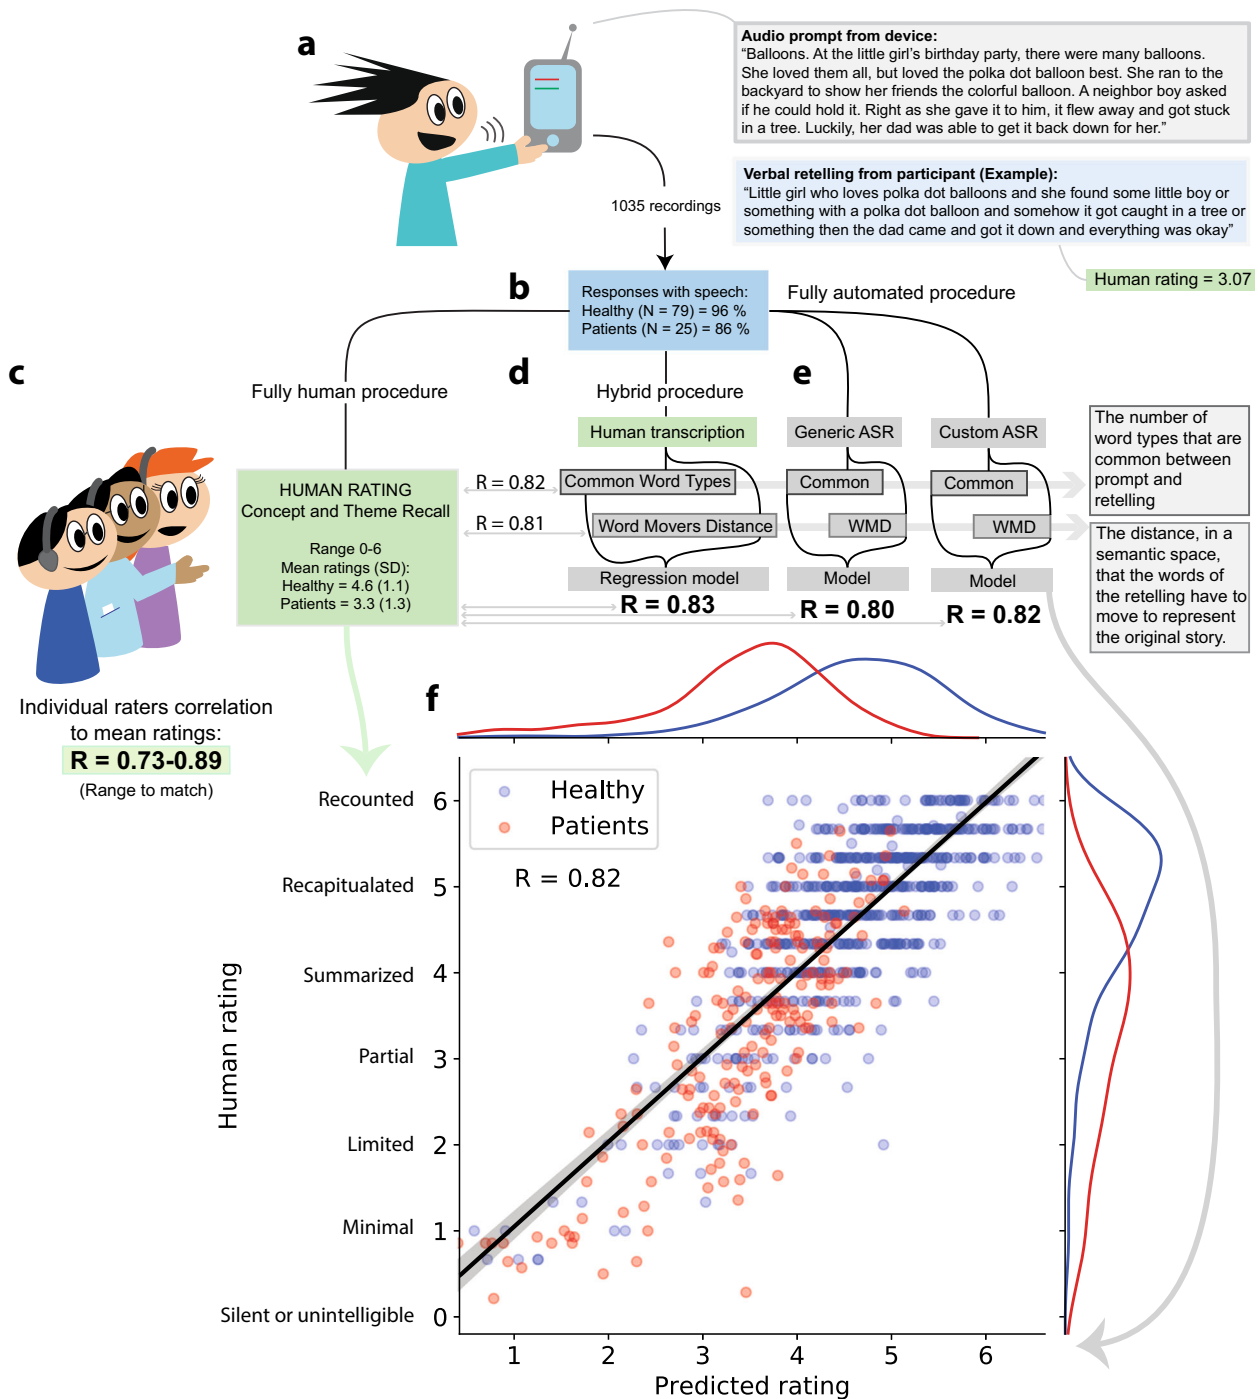 a
Audio prompt from device:
“Balloons. At the little girl’s birthday party, there were many balloons.
She loved them all, but loved the polka dot balloon best. She ran to the
backyard to show her friends the colorful balloon. A neighbor boy asked
if he could hold it. Right as she gave it to him, it flew away and got stuck
in a tree. Luckily, her dad was able to get it back down for her.”
Verbal retelling from participant (Example):
“Little girl who loves polka dot balloons and she found some little boy or
something with a polka dot balloon and somehow it got caught in a tree or
something then the dad came and got it down and everything was okay”
Human rating = 3.07
1035 recordings
b
Responses with speech:
Healthy (N = 79) = 96 %
Patients (N = 25) = 86 %
Fully automated procedure
c
Fully human procedure
d
Hybrid procedure
e
Human transcription
Generic ASR
Custom ASR
HUMAN RATING
Concept and Theme Recall
Range 0-6
Mean ratings (SD):
Healthy = 4.6 (1.1)
Patients = 3.3 (1.3)
R = 0.82
R = 0.81
Common Word Types
Common
Common
Word Movers Distance
WMD
WMD
Regression model
Model
Model
R = 0.83
R = 0.80
R = 0.82
The number of
word types that are
common between
prompt and
retelling
The distance, in a
semantic space,
that the words of
the retelling have to
move to represent
the original story.
Individual raters correlation
to mean ratings:
R = 0.73-0.89
(Range to match)
f
Healthy
Patients
R = 0.82
Human rating
Recounted 6
Recapitualated 5
Summarized 4
Partial 3
Limited 2
Minimal 1
Silent or unintelligible 0
1 2 3 4 5 6
Predicted rating